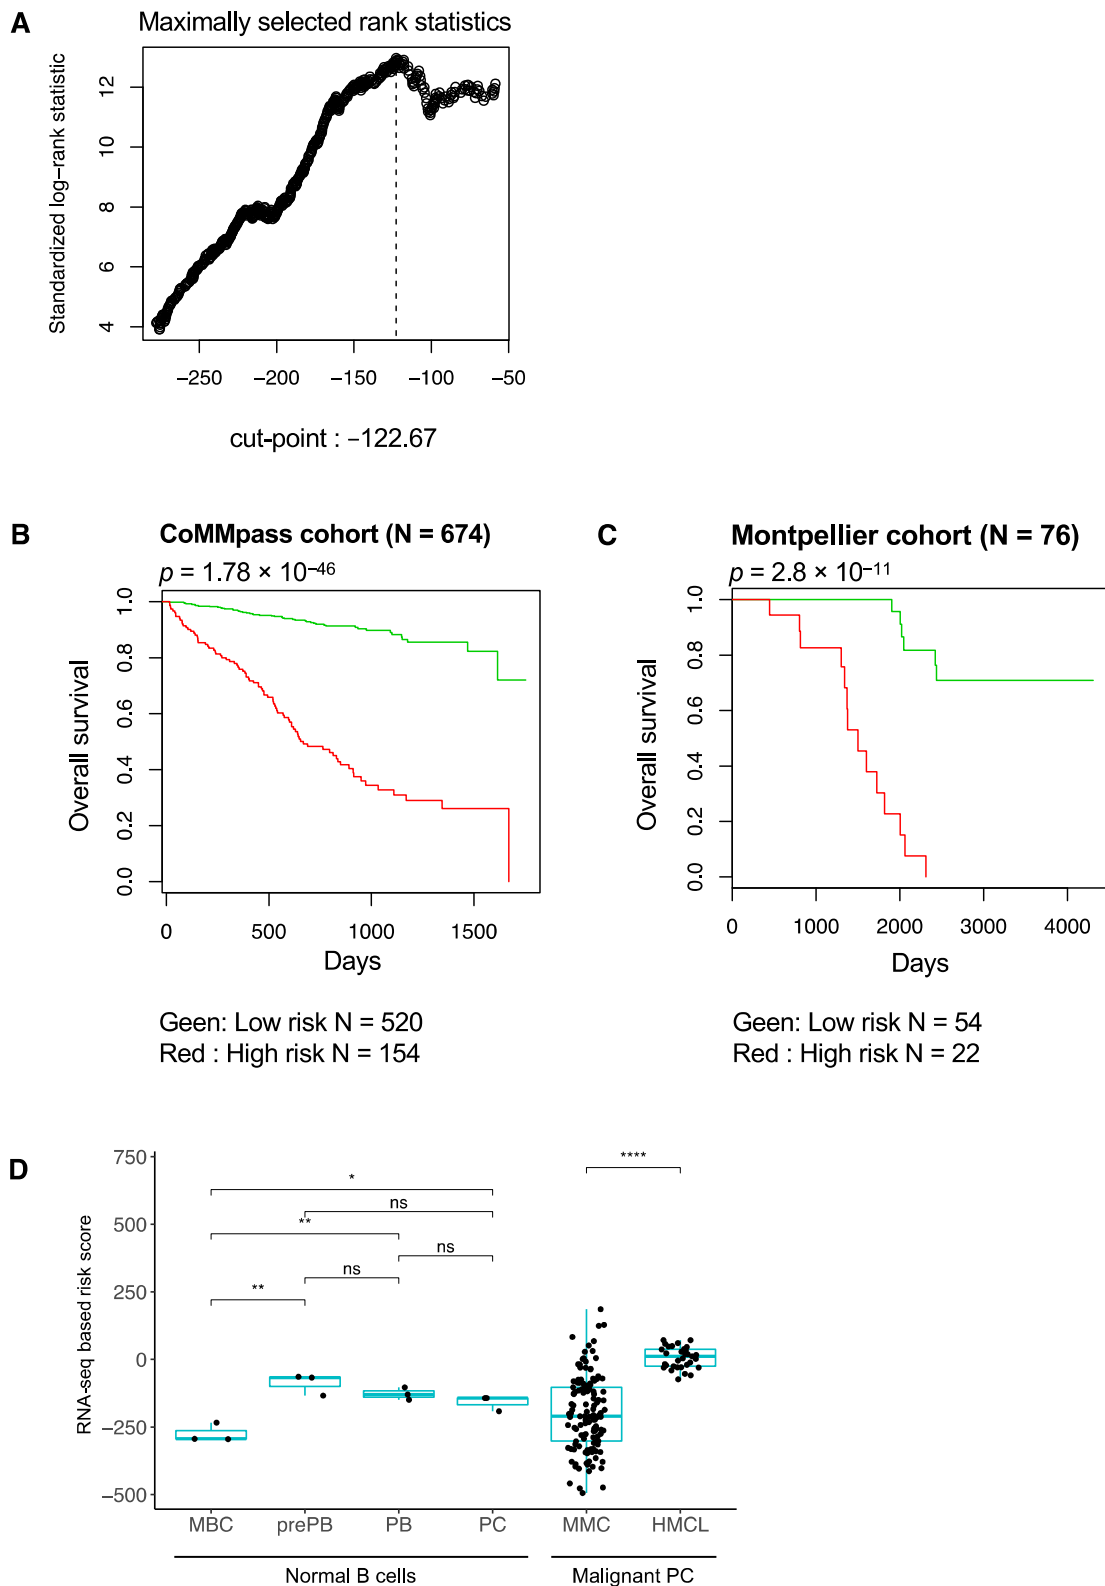 A
Maximally selected rank statistics
Standardized log−rank statistic
12
10
8
6
4
−250 −200 −150 −100 −50
cut-point : −122.67
B
CoMMpass cohort (N = 674)
p = 1.78 × 10−46
Overall survival
1.0
0.8
0.6
0.4
0.2
0.0
0 500 1000 1500
Days
Geen: Low risk N = 520
Red : High risk N = 154
C
Montpellier cohort (N = 76)
p = 2.8 × 10−11
Overall survival
1.0
0.8
0.6
0.4
0.2
0.0
0 1000 2000 3000 4000
Days
Geen: Low risk N = 54
Red : High risk N = 22
D
RNA−seq based risk score
750
500
250
0
−250
−500
****
*
ns
**
ns
ns
**
MBC prePB PB PC MMC HMCL
Normal B cells Malignant PC